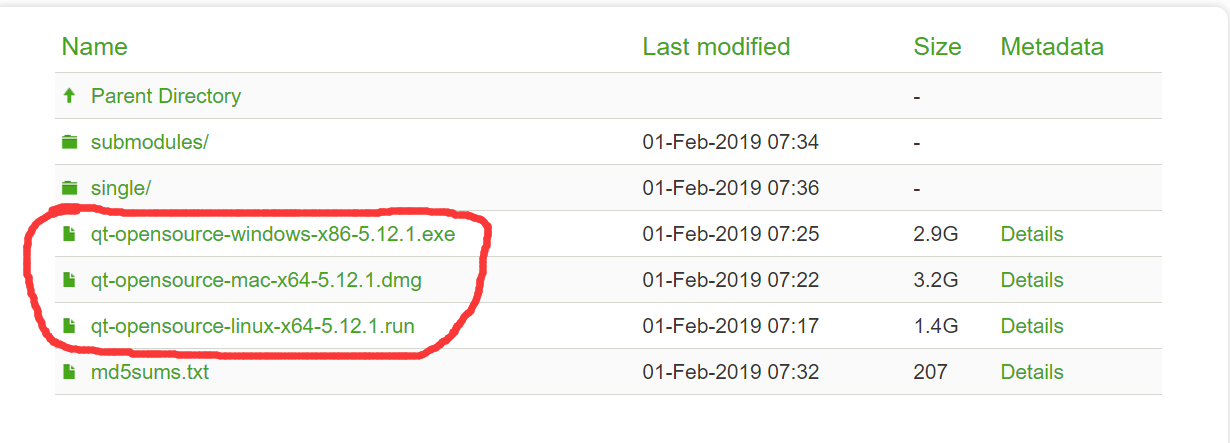 Name Last modified Size Metadata
Parent Directory -
submodules/ 01-Feb-2019 07:34 -
single/ 01-Feb-2019 07:36 -
qt-opensource-windows-x86-5.12.1.exe 01-Feb-2019 07:25 2.9G Details
qt-opensource-mac-x64-5.12.1.dmg 01-Feb-2019 07:22 3.2G Details
qt-opensource-linux-x64-5.12.1.run 01-Feb-2019 07:17 1.4G Details
md5sums.txt 01-Feb-2019 07:32 207 Details